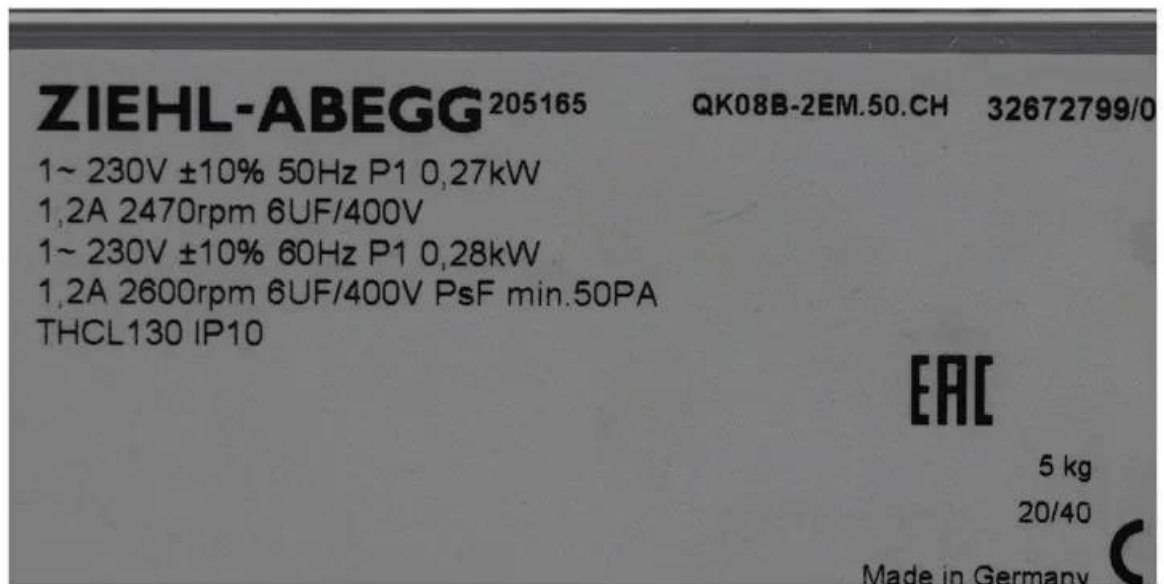 ZIEHL-ABEGG 205165 QK08B-2EM.50.CH 32672799/0
1~ 230V ±10% 50Hz P1 0,27kW
1,2A 2470rpm 6UF/400V
1~ 230V ±10% 60Hz P1 0,28kW
1,2A 2600rpm 6UF/400V PsF min.50PA
THCL130 IP10
EAC
5 kg
20/40
Made in Germany